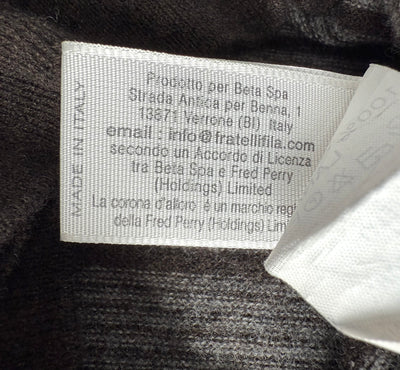 MADE IN ITALY
Prodotto per Beta Spa
Strada Antica per Benna, 1
13871 Verrone (BI) Italy
email : info@fratellifila.com
secondo un Accordo di Licenza
tra Beta Spa e Fred Perry
(Holdings) Limited
La corona d'alloro é un marchio regi
della Fred Perry (Holdings) Limi